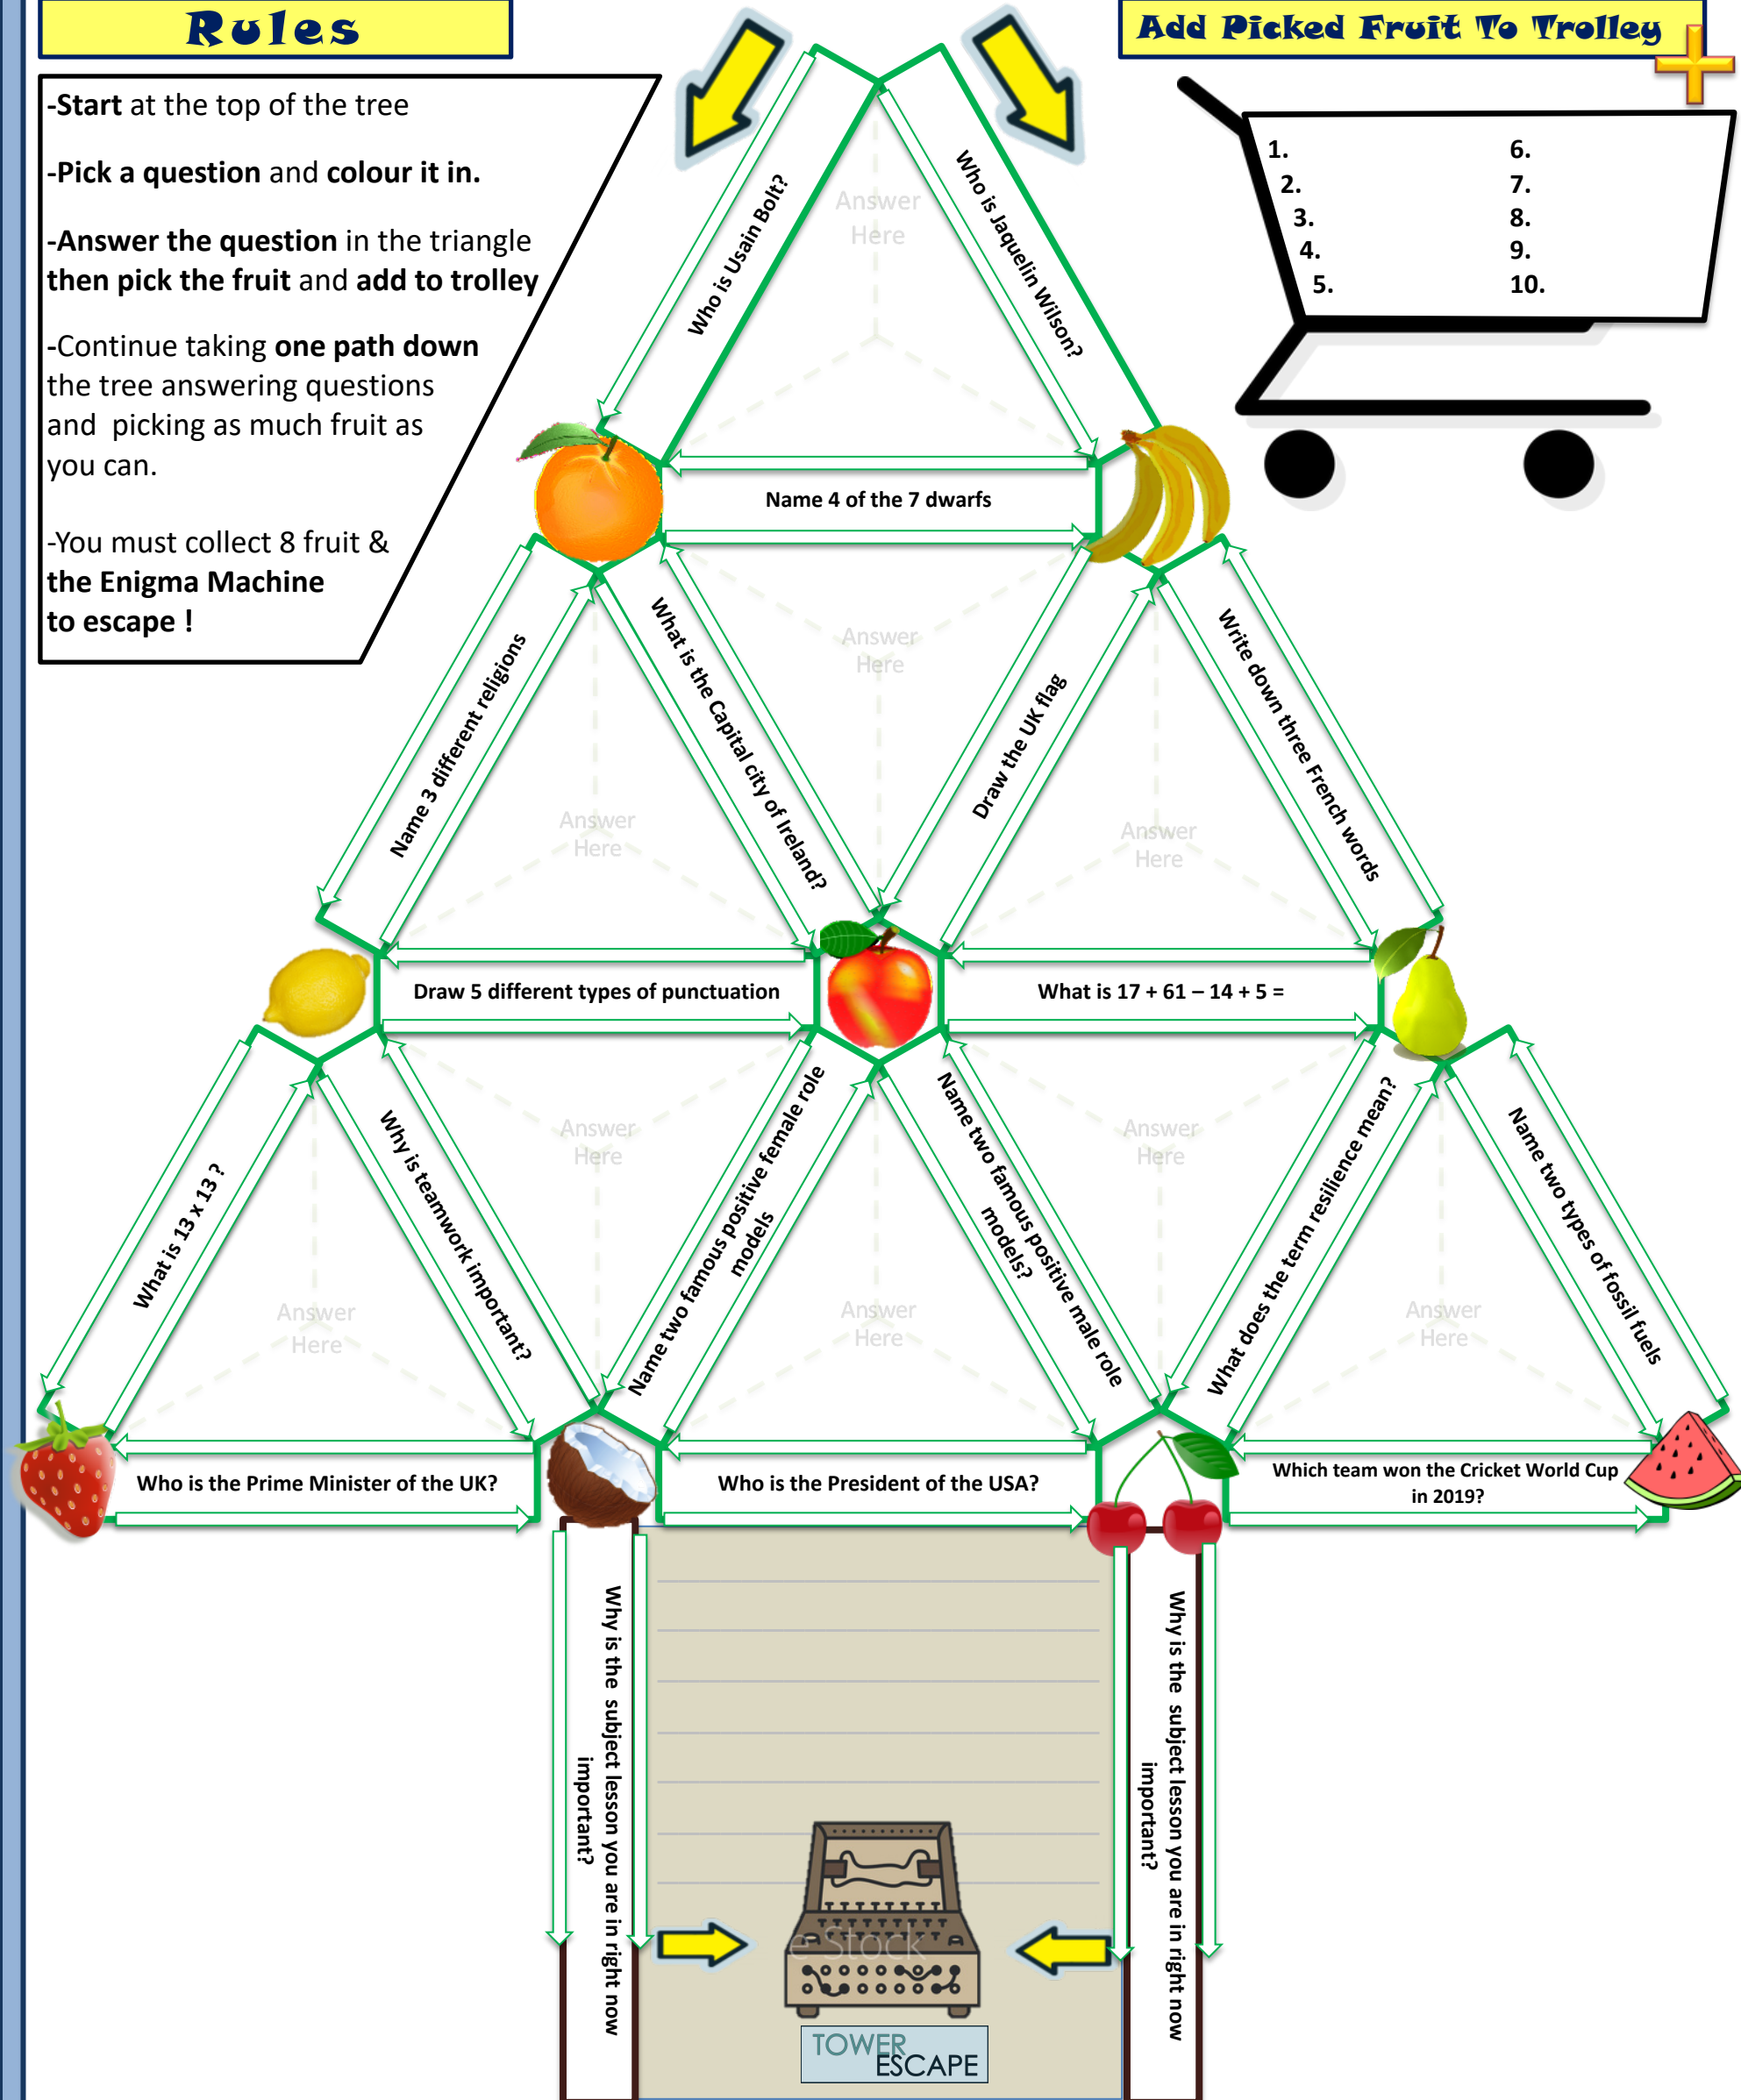 Rules
Add Picked Fruit To Trolley
-Start at the top of the tree
-Pick a question and colour it in.
-Answer the question in the triangle
then pick the fruit and add to trolley
-Continue taking one path down
the tree answering questions
and picking as much fruit as
you can.
-You must collect 8 fruit &
the Enigma Machine
to escape !
1.
2.
3.
4.
5.
6.
7.
8.
9.
10.
Who is Usain Bolt?
Answer
Here
Who is Jaquelin Wilson?
Name 4 of the 7 dwarfs
Name 3 different religions
Answer
Here
What is the Capital city of Ireland?
Answer
Here
Draw the UK flag
Answer
Here
Write down three French words
Draw 5 different types of punctuation
What is 17 + 61 – 14 + 5 =
What is 13 x 13 ?
Answer
Here
Why is teamwork important?
Answer
Here
Name two famous positive female role
models
Answer
Here
Name two famous positive male role
models?
Answer
Here
What does the term resilience mean?
Answer
Here
Name two types of fossil fuels
Who is the Prime Minister of the UK?
Who is the President of the USA?
Which team won the Cricket World Cup
in 2019?
Why is the subject lesson you are in right now
important?
Why is the subject lesson you are in right now
important?
e Stock
TOWER
ESCAPE